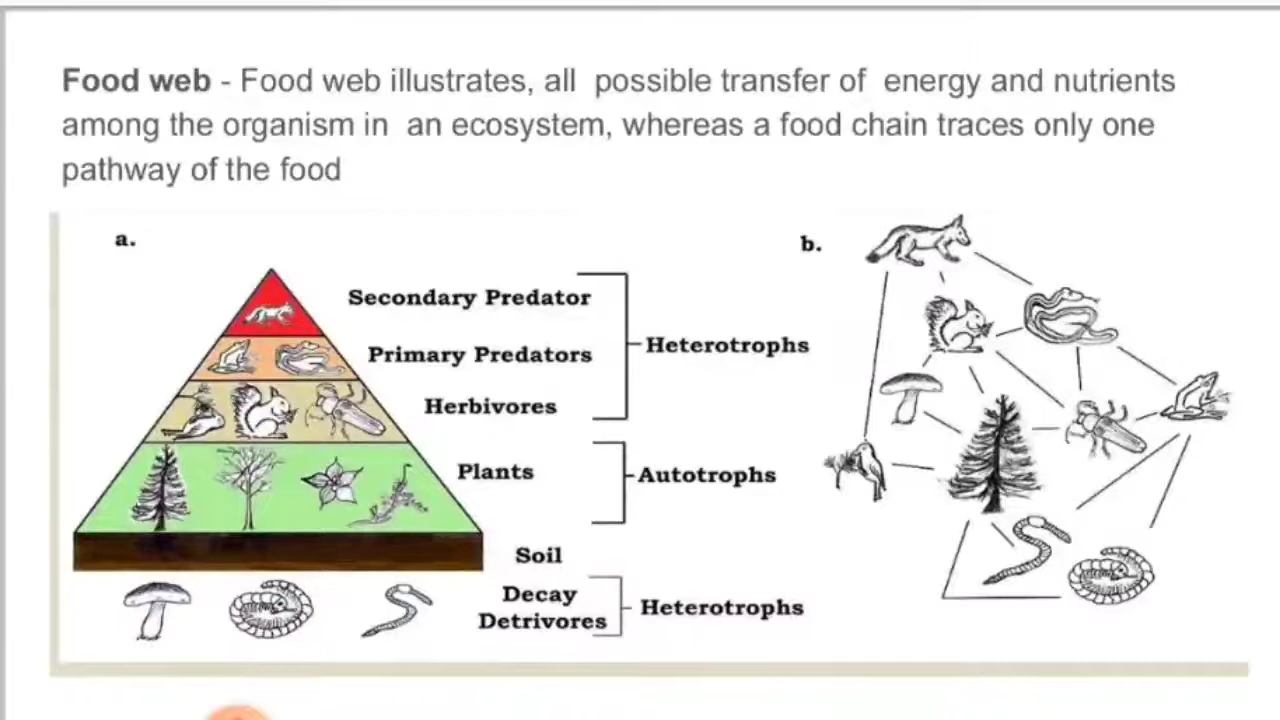 Food web - Food web illustrates, all possible transfer of energy and nutrients
among the organism in an ecosystem, whereas a food chain traces only one
pathway of the food
a.
b.
Secondary Predator
Primary Predators
Heterotrophs
Herbivores
Plants
Autotrophs
Soil
Decay
Detrivores
Heterotrophs